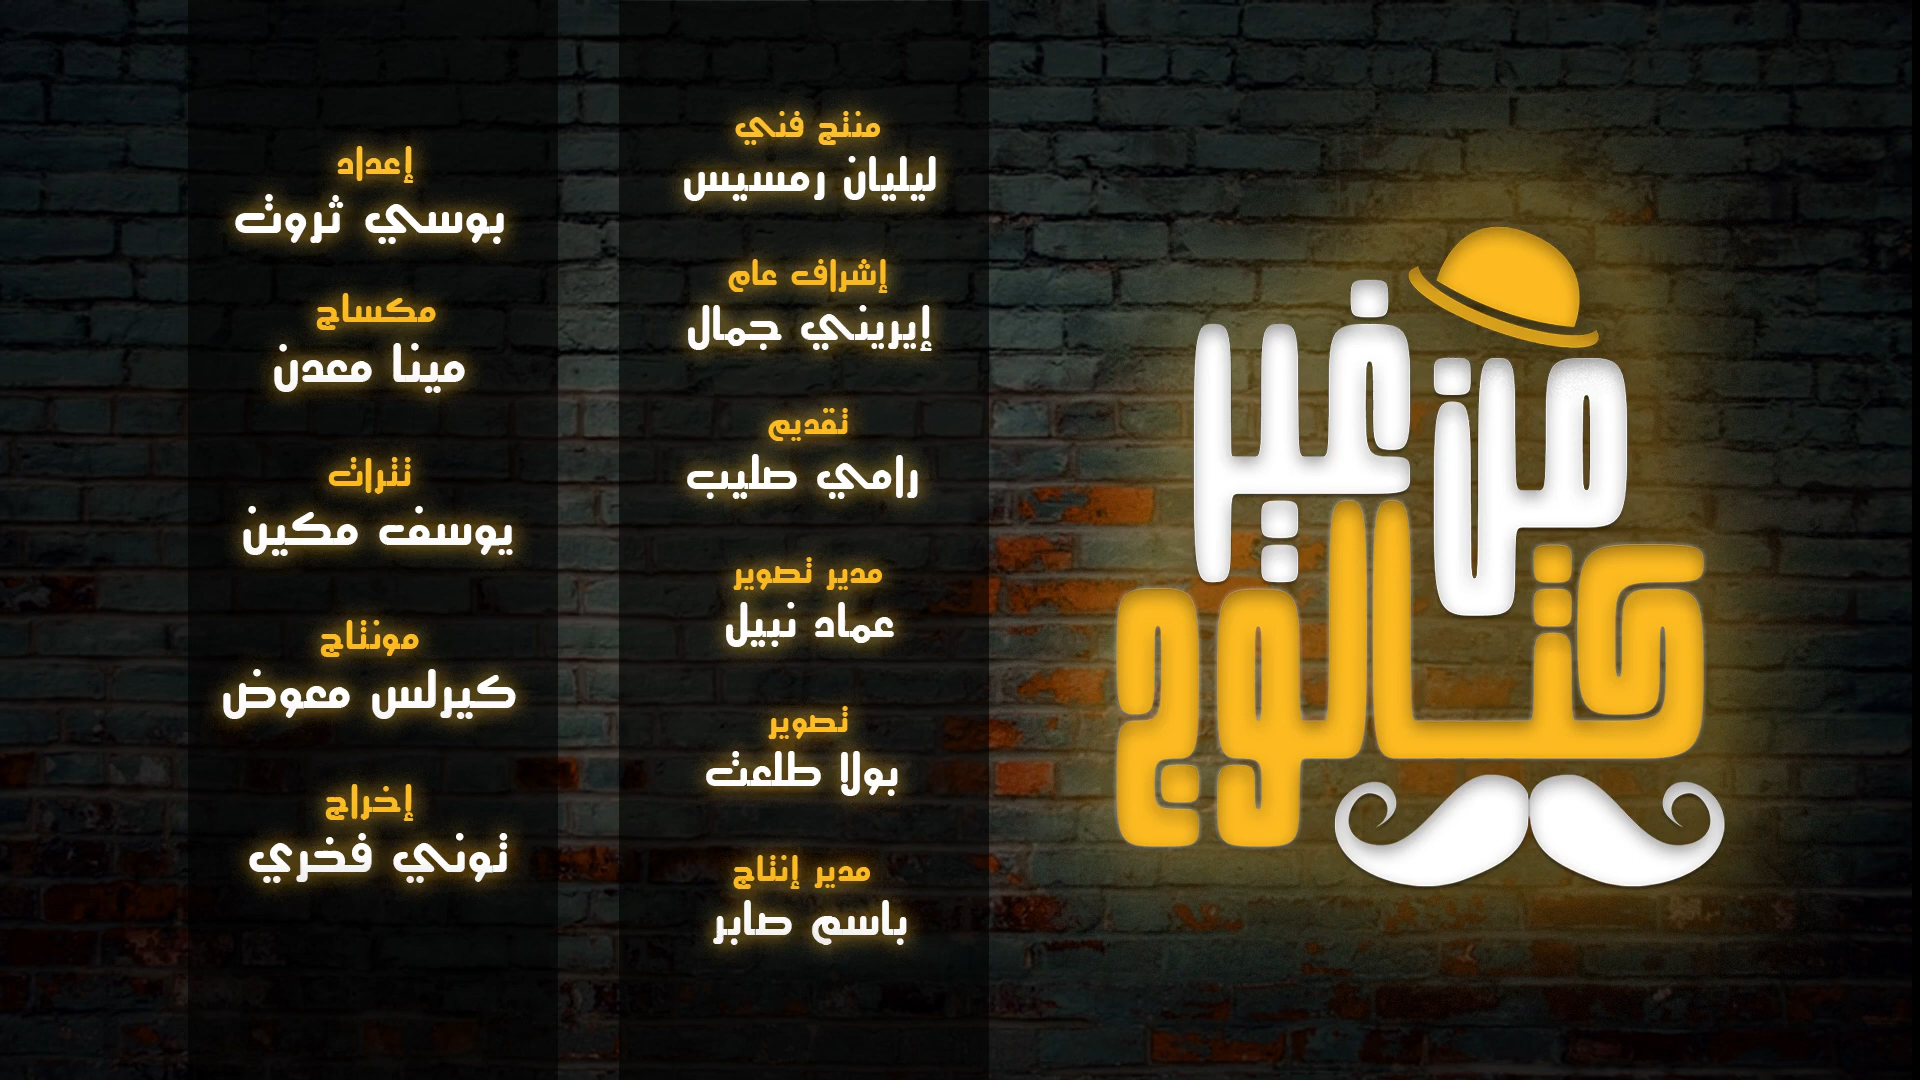 من غير
كتالوج
منتج فني
ليليان رمسيس
إشراف عام
إيريني جمال
تقديم
رامي صليب
مدير تصوير
عماد نبيل
تصوير
بولا طلعت
مدير إنتاج
باسم صابر
إعداد
بوسي ثروت
مكساج
مينا معدن
تترات
يوسف مكين
مونتاج
كيرلس معوض
إخراج
توني فخري